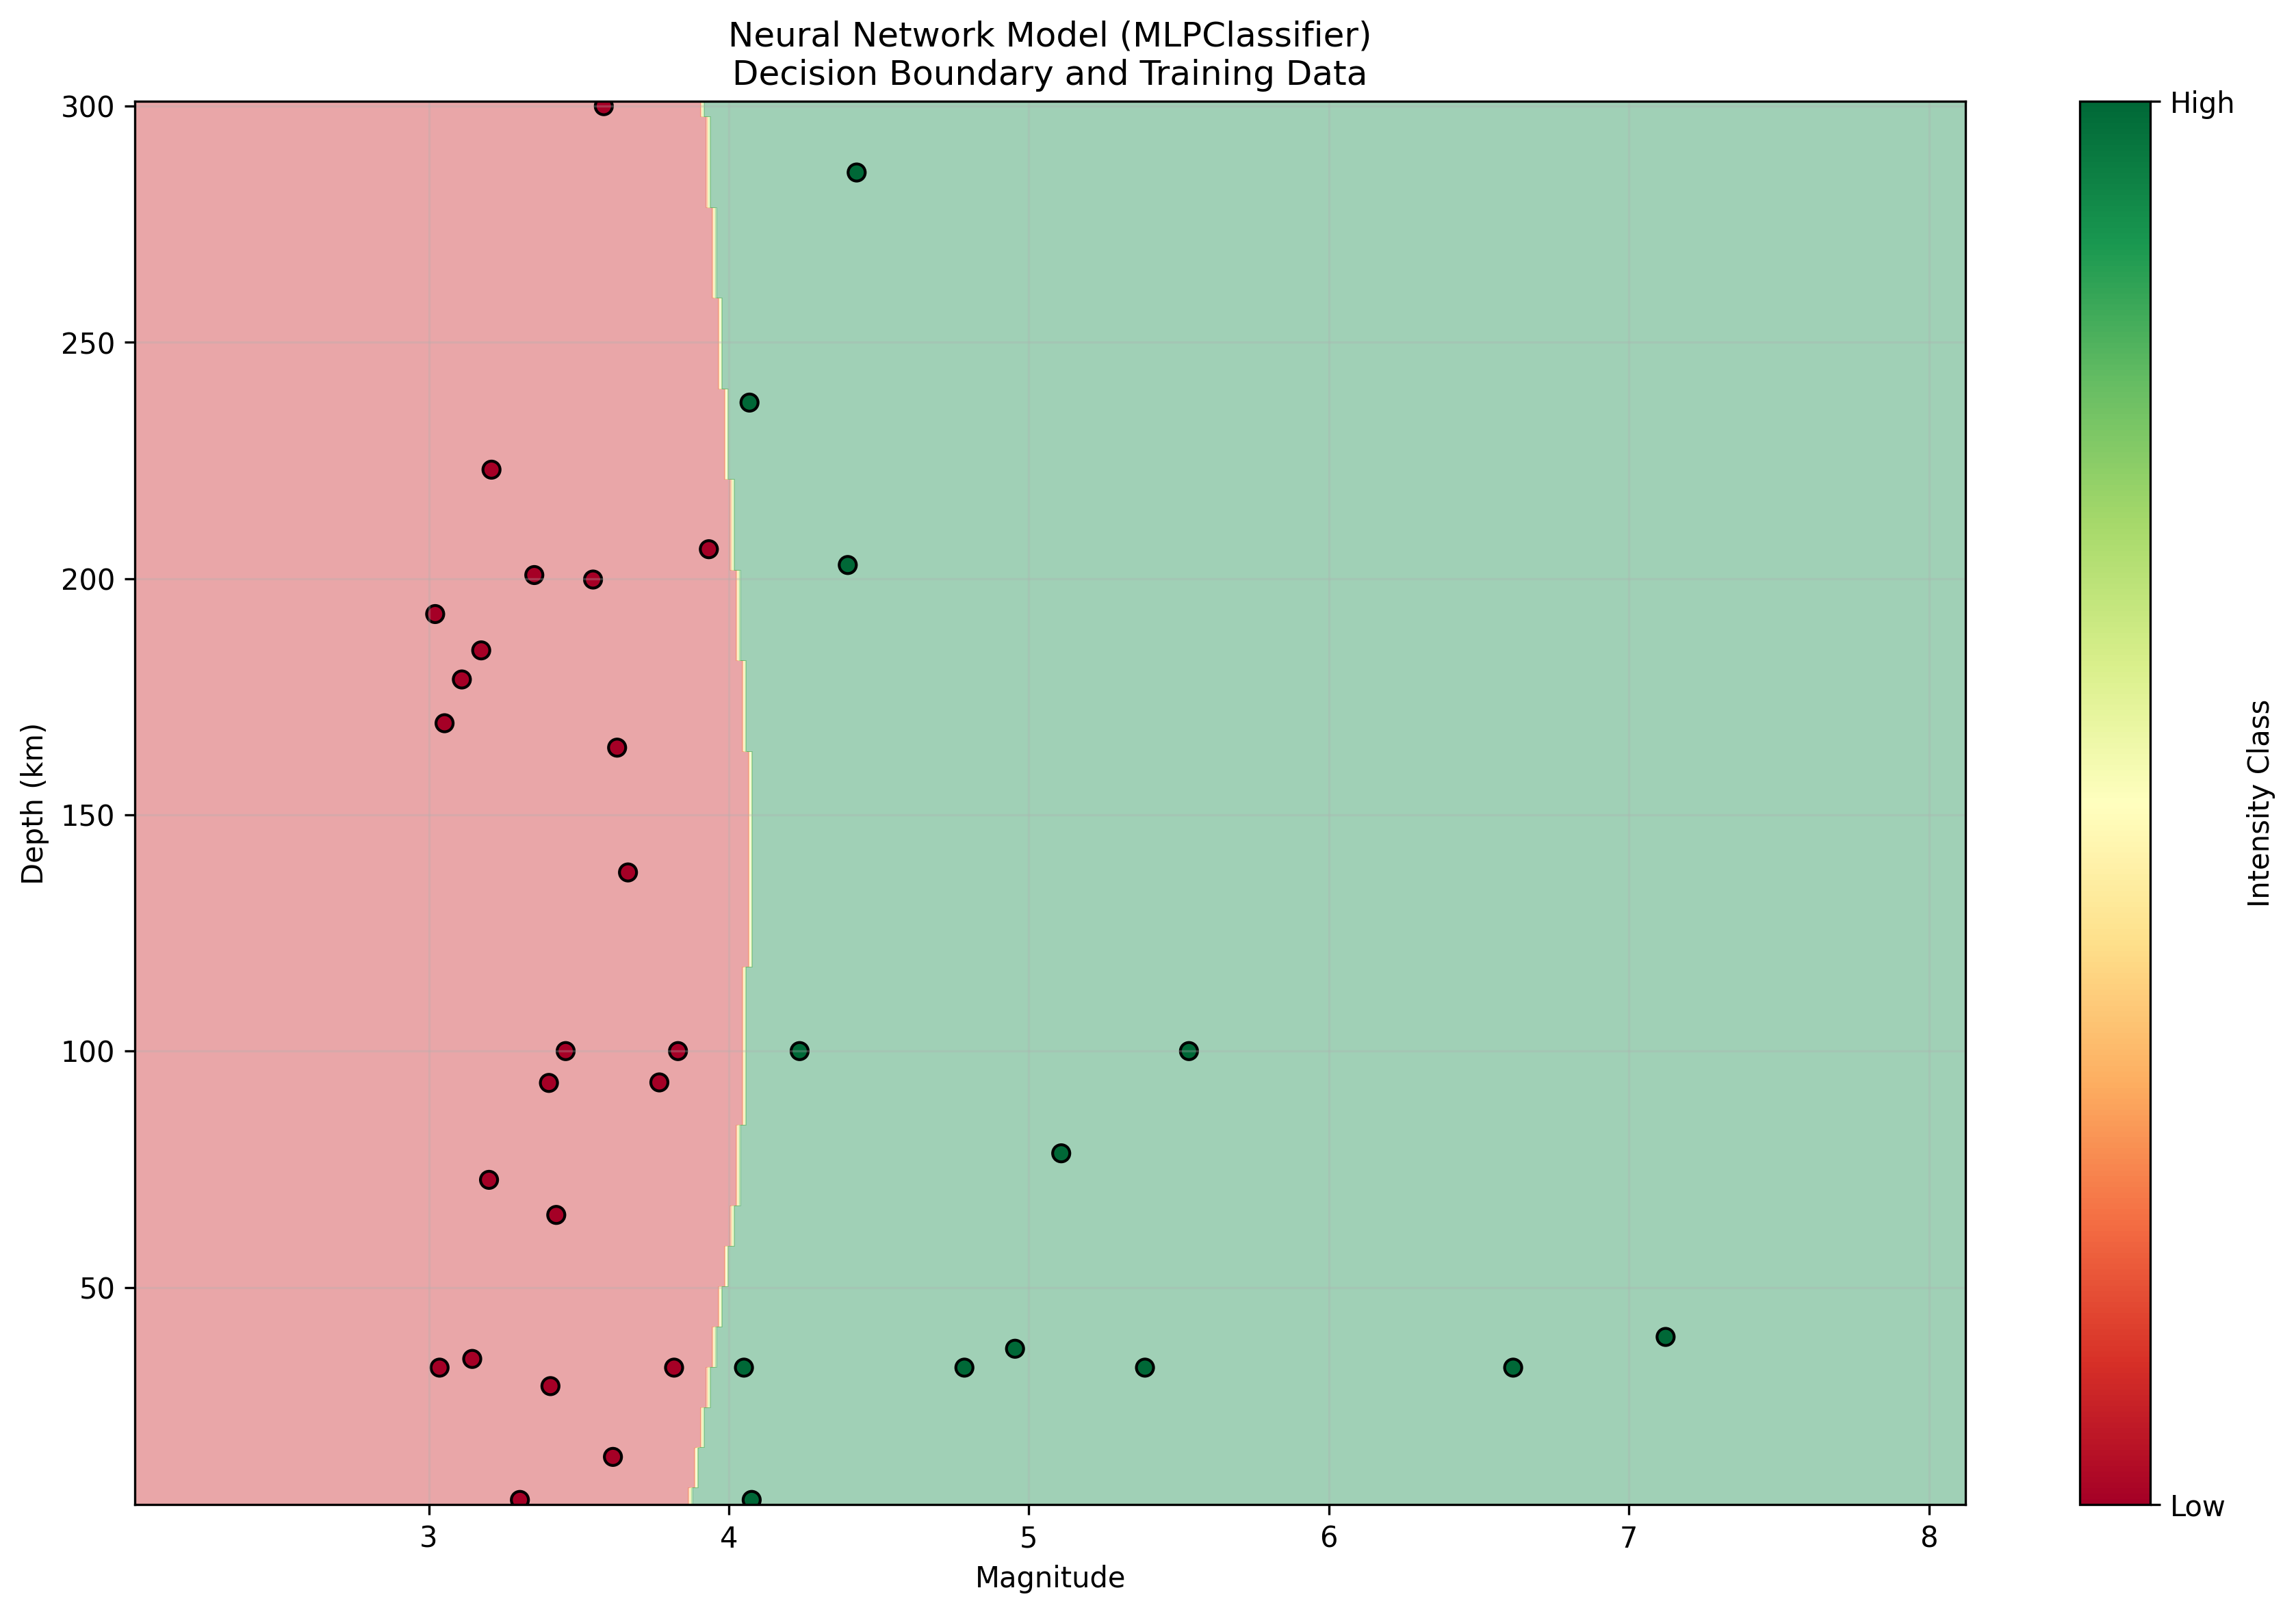 Neural Network Model (MLPClassifier)
Decision Boundary and Training Data
300
250
200
150
100
50
Depth (km)
3
4
5
6
7
8
Magnitude
High
Low
Intensity Class